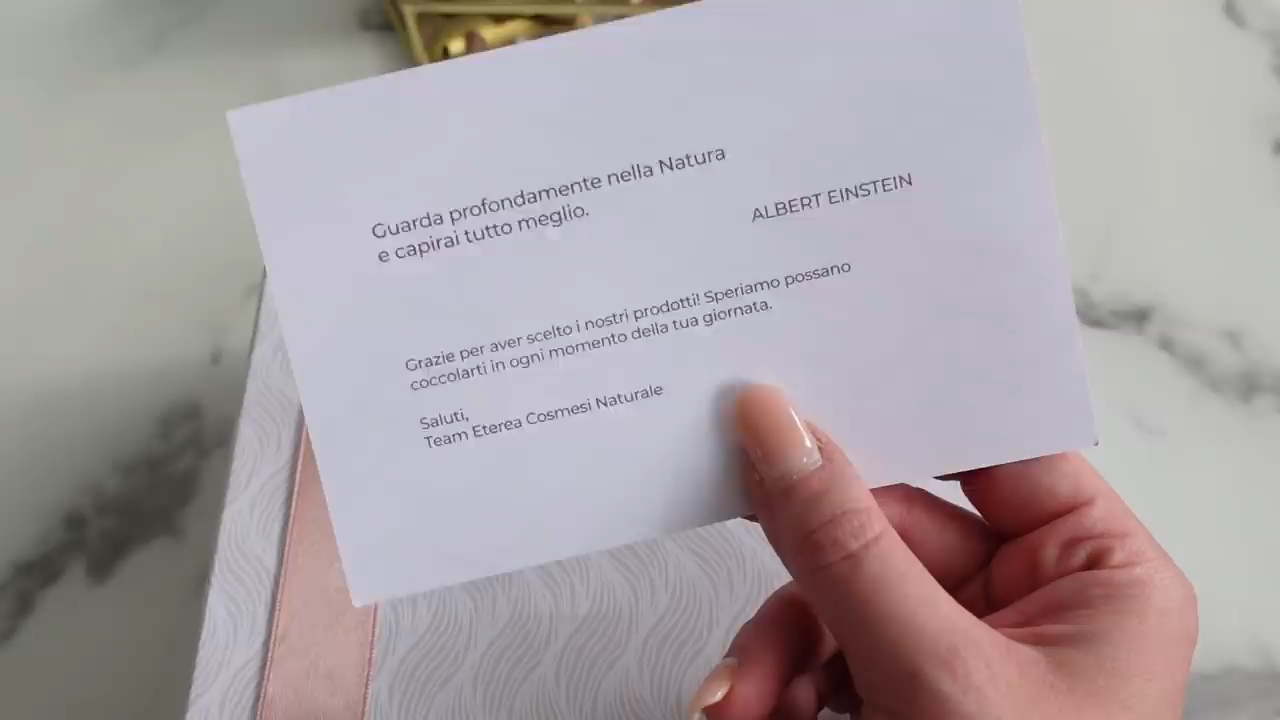 Guarda profondamente nella Natura
e capirai tutto meglio.
ALBERT EINSTEIN
Grazie per aver scelto i nostri prodotti! Speriamo possano
coccolarti in ogni momento della tua giornata.
Saluti,
Team Eterea Cosmesi Naturale